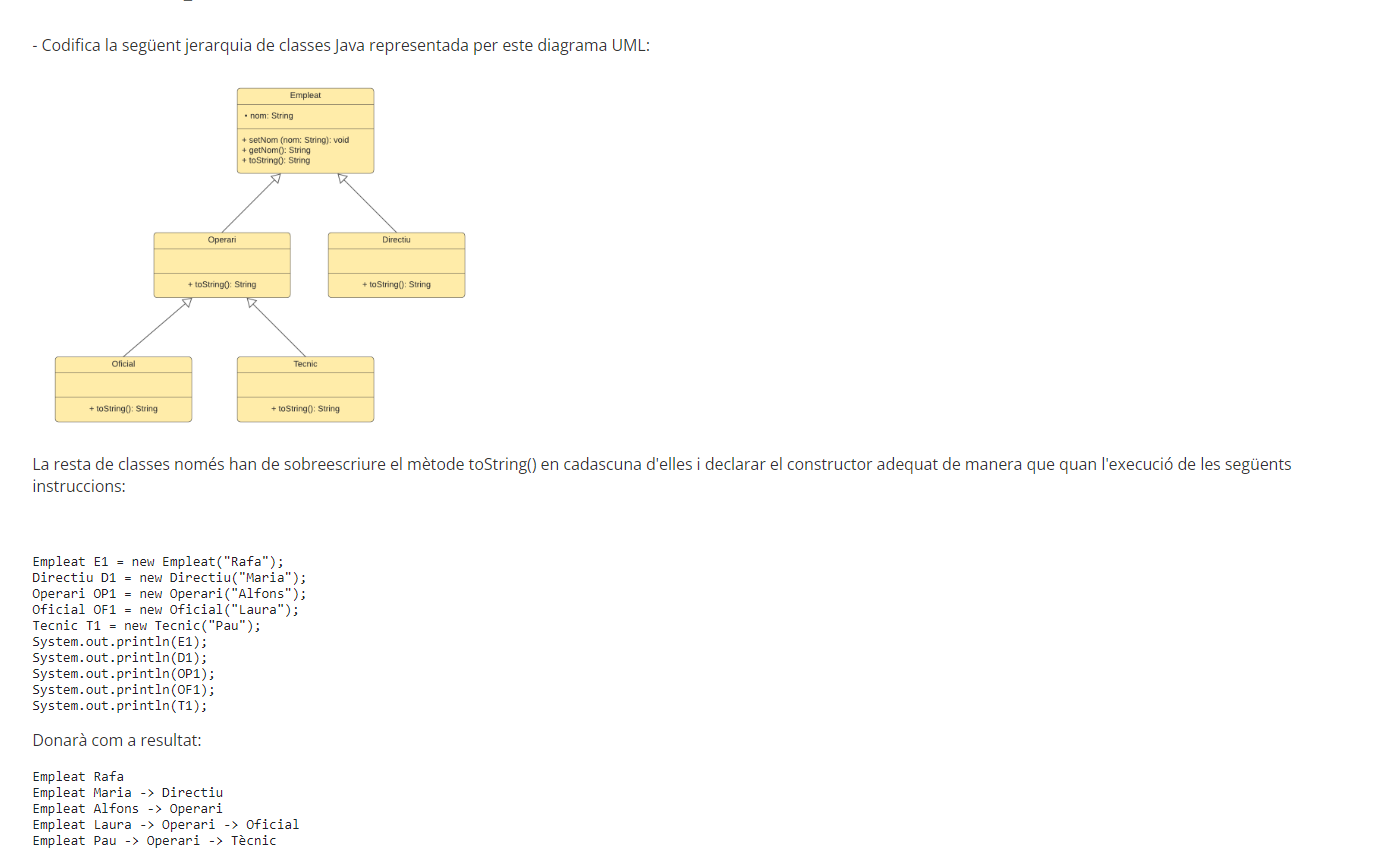 - Codifica la següent jerarquia de classes Java representada per este diagrama UML:
Empleat
• nom: String
+ setNom (nom: String): void
+ getNom(): String
+ toString(): String
Operari
+ toString(): String
Directiu
+ toString(): String
Oficial
+ toString(): String
Tecnic
+ toString(): String
La resta de classes només han de sobreescriure el mètode toString() en cadascuna d'elles i declarar el constructor adequat de manera que quan l'execució de les següents
instruccions:
Empleat E1 = new Empleat("Rafa");
Directiu D1 = new Directiu("Maria");
Operari OP1 = new Operari("Alfons");
Oficial OF1 = new Oficial("Laura");
Tecnic T1 = new Tecnic("Pau");
System.out.println(E1);
System.out.println(D1);
System.out.println(OP1);
System.out.println(OF1);
System.out.println(T1);
Donarà com a resultat:
Empleat Rafa
Empleat Maria -> Directiu
Empleat Alfons -> Operari
Empleat Laura -> Operari -> Oficial
Empleat Pau -> Operari -> Tècnic